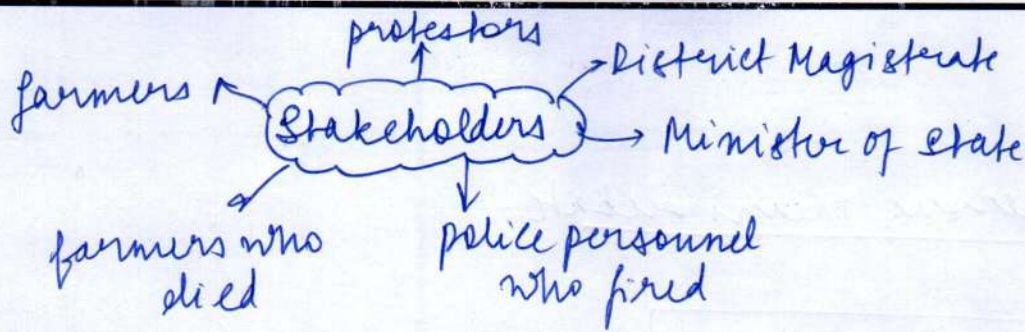 protestors
District Magistrate
farmers
Stakeholders
Minister of State
farmers who
died
police personnel
who fired